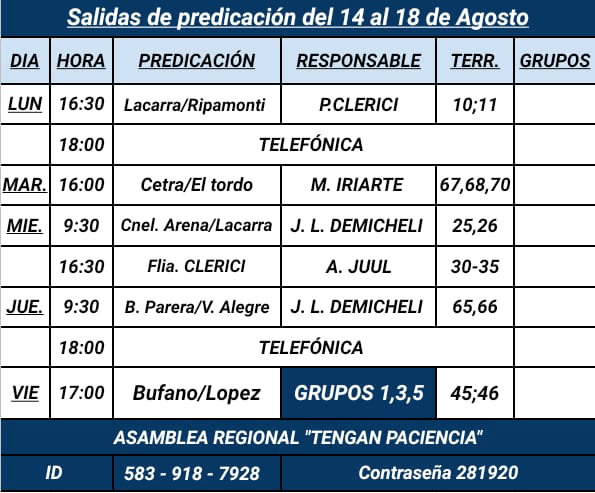 Salidas de predicación del 14 al 18 de Agosto
DIA HORA PREDICACIÓN RESPONSABLE TERR. GRUPOS
LUN 16:30 Lacarra/Ripamonti P.CLERICI 10;11
18:00 TELEFÓNICA
MAR. 16:00 Cetra/El tordo M. IRIARTE 67,68,70
MIE. 9:30 Cnel. Arena/Lacarra J. L. DEMICHELI 25,26
16:30 Flia. CLERICI A. JUUL 30-35
JUE. 9:30 B. Parera/V. Alegre J. L. DEMICHELI 65,66
18:00 TELEFÓNICA
VIE 17:00 Bufano/Lopez GRUPOS 1,3,5 45;46
ASAMBLEA REGIONAL "TENGAN PACIENCIA"
ID 583 - 918 - 7928 Contraseña 281920